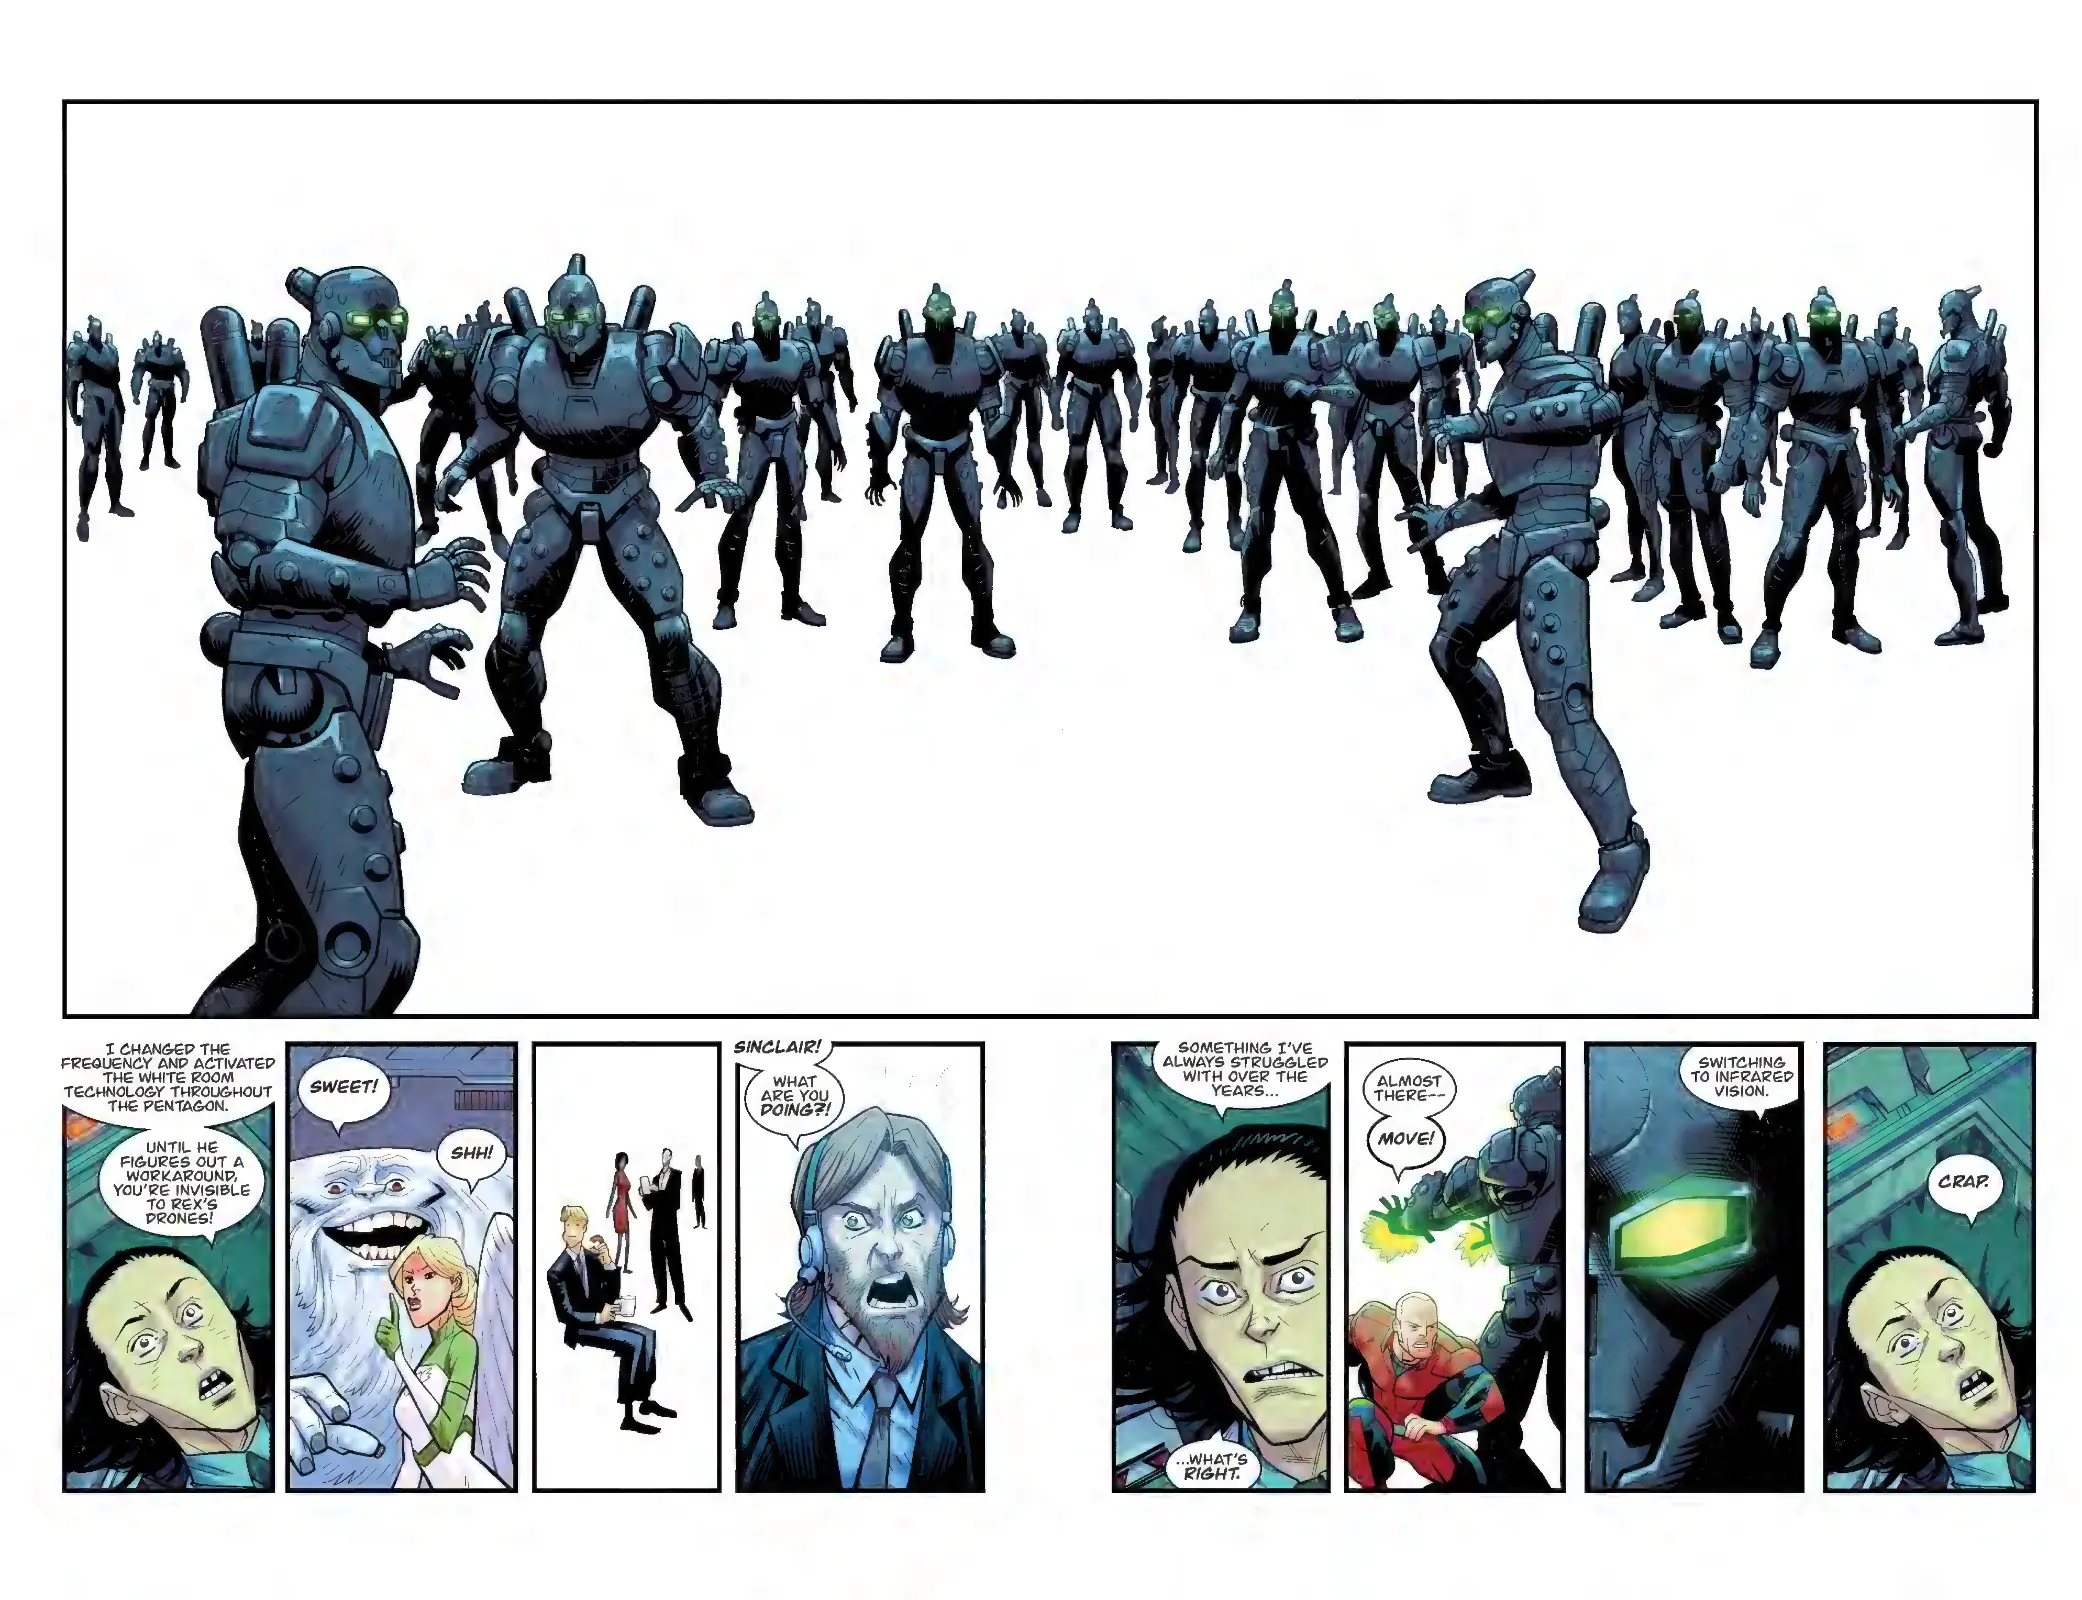 I CHANGED THE
FREQUENCY AND ACTIVATED
THE WHITE ROOM
TECHNOLOGY THROUGHOUT
THE PENTAGON.
UNTIL HE
FIGURES OUT A
WORKAROUND,
YOU'RE INVISIBLE
TO REX'S
DRONES!
SWEET!
SHH!
SINCLAIR!
WHAT
ARE YOU
DOING?!
SOMETHING I'VE
ALWAYS STRUGGLED
WITH OVER THE
YEARS...
...WHAT'S
RIGHT.
ALMOST
THERE--
MOVE!
SWITCHING
TO INFRARED
VISION.
CRAP.